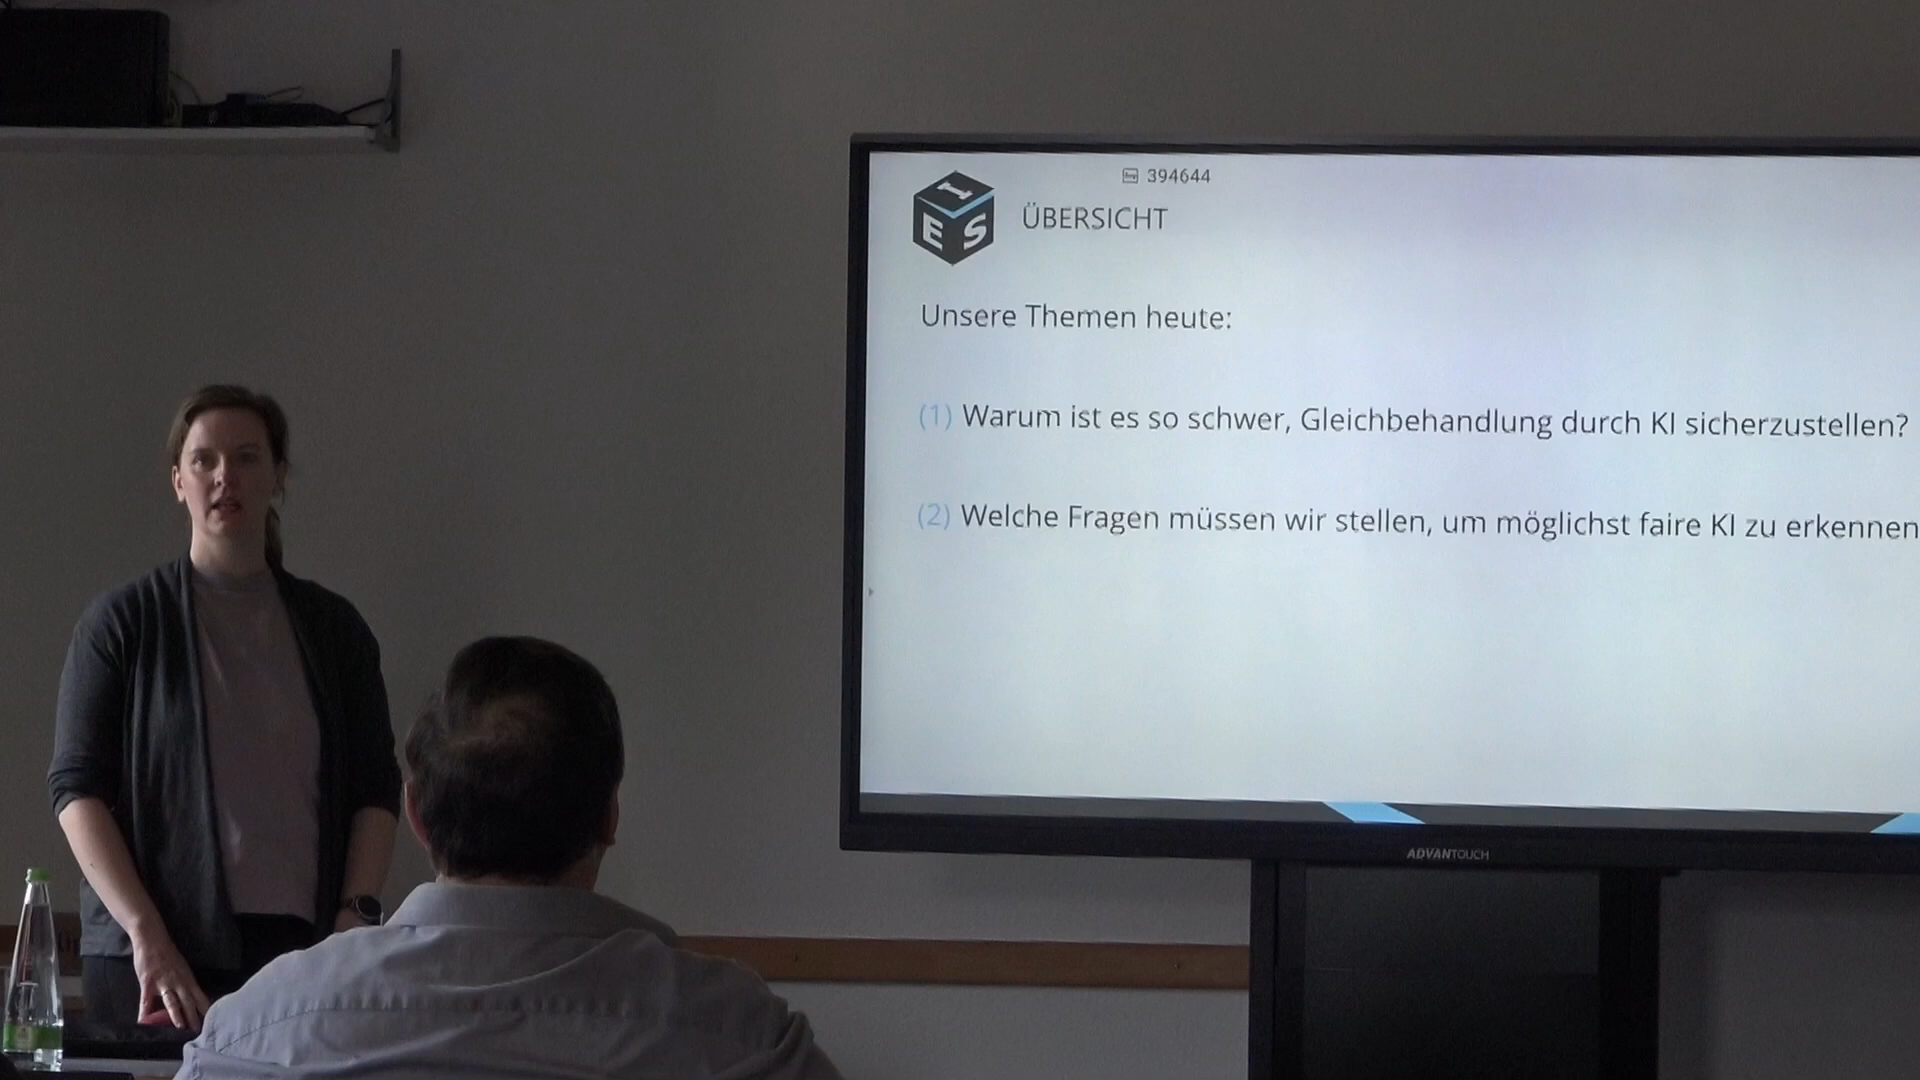 394644
I
E S
ÜBERSICHT
Unsere Themen heute:
(1) Warum ist es so schwer, Gleichbehandlung durch KI sicherzustellen?
(2) Welche Fragen müssen wir stellen, um möglichst faire KI zu erkennen
ADVANTOUCH